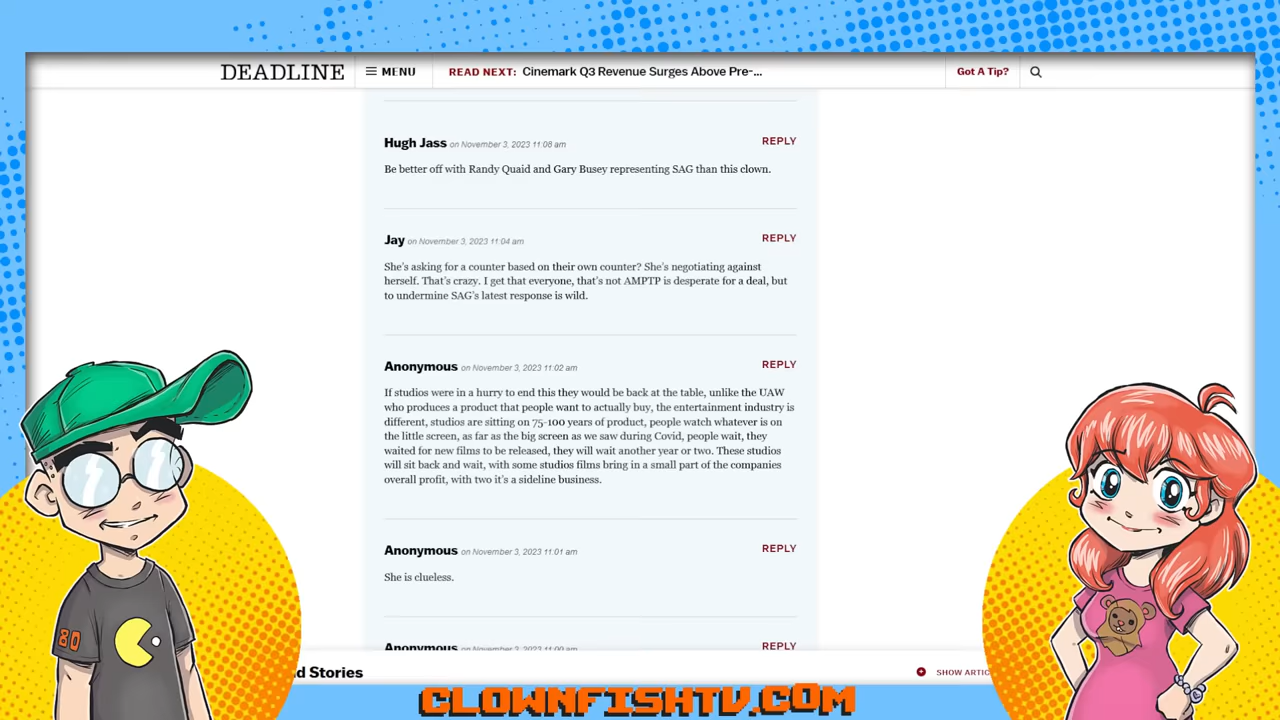 DEADLINE
MENU
READ NEXT: Cinemark Q3 Revenue Surges Above Pre-...
Got A Tip?
Hugh Jass on November 3, 2023 11:08 am
REPLY
Be better off with Randy Quaid and Gary Busey representing SAG than this clown.
Jay on November 3, 2023 11:04 am
REPLY
She's asking for a counter based on their own counter? She's negotiating against
herself. That's crazy. I get that everyone, that's not AMPTP is desperate for a deal, but
to undermine SAG's latest response is wild.
Anonymous on November 3, 2023 11:02 am
REPLY
If studios were in a hurry to end this they would be back at the table, unlike the UAW
who produces a product that people want to actually buy, the entertainment industry is
different, studios are sitting on 75-100 years of product, people watch whatever is on
the little screen, as far as the big screen as we saw during Covid, people wait, they
waited for new films to be released, they will wait another year or two. These studios
will sit back and wait, with some studios films bring in a small part of the companies
overall profit, with two it's a sideline business.
Anonymous on November 3, 2023 11:01 am
REPLY
She is clueless.
Anonymous on November 3, 2023 11:00 am
REPLY
d Stories
SHOW ARTIC
80
CLOWNFISHTV.COM